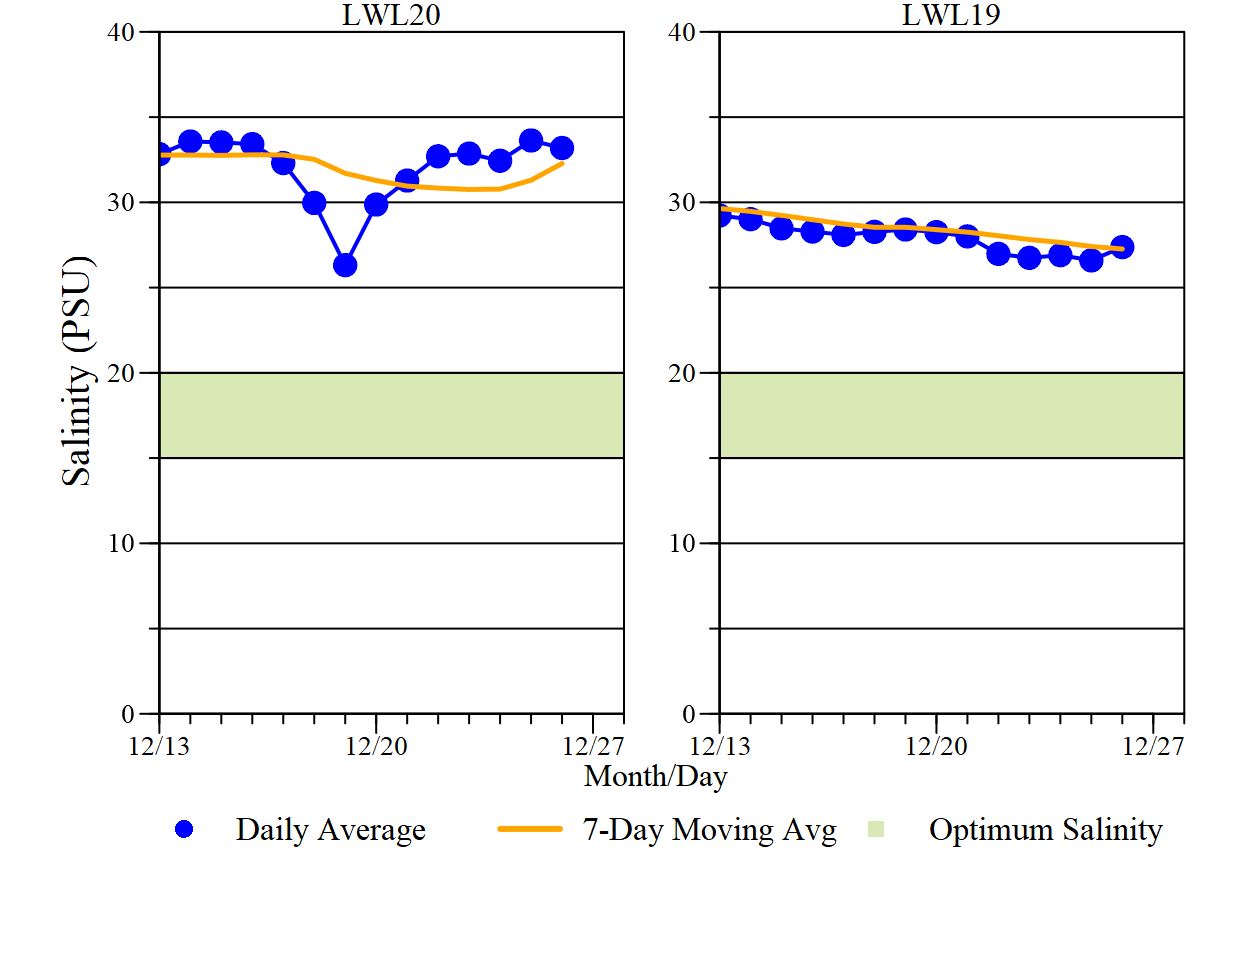 LWL20
LWL19
40
30
20
10
0
40
30
20
10
0
Salinity (PSU)
12/13
12/20
12/27
12/13
12/20
12/27
Month/Day
Daily Average
7-Day Moving Avg
Optimum Salinity